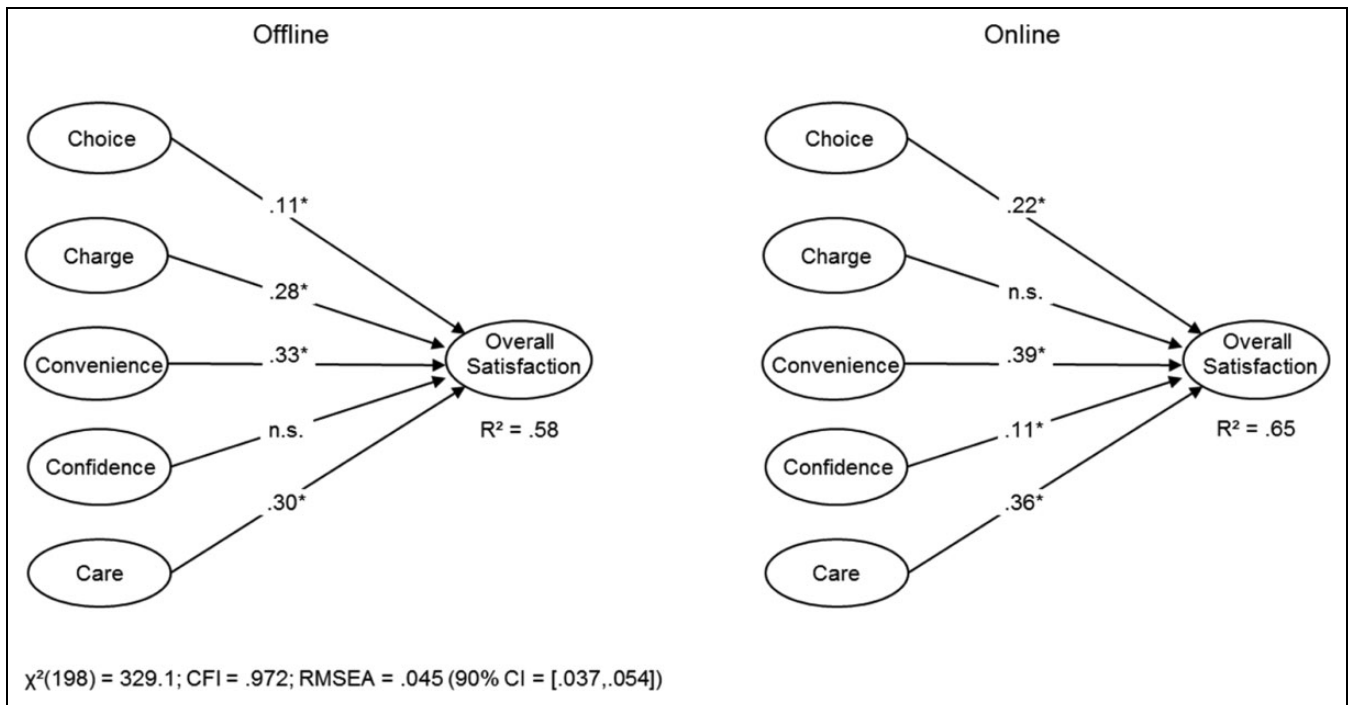 Offline
Choice
.11*
Charge
.28*
Convenience
.33*
Overall
Satisfaction
Confidence
n.s.
R² = .58
Care
.30*
Online
Choice
.22*
Charge
n.s.
Convenience
.39*
Overall
Satisfaction
Confidence
.11*
R² = .65
Care
.36*
χ²(198) = 329.1; CFI = .972; RMSEA = .045 (90% CI = [.037,.054])